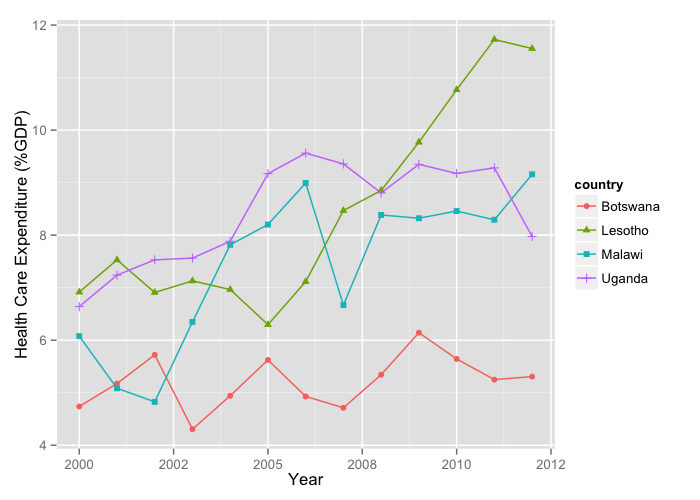 Health Care Expenditure (%GDP)
12
10
8
6
4
2000 2002 2005 2008 2010 2012
Year
country
Botswana
Lesotho
Malawi
Uganda